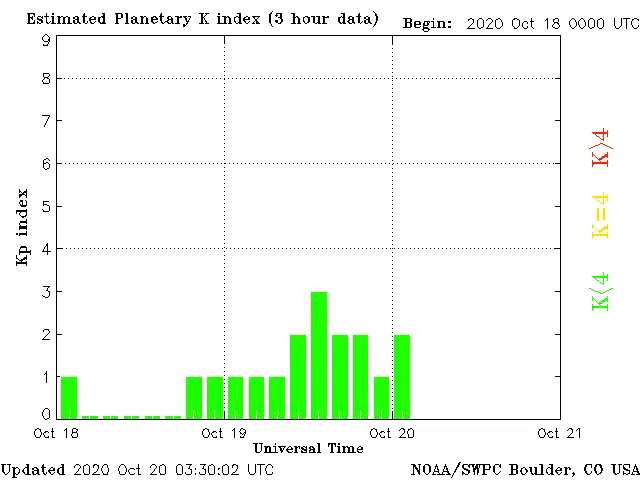 Estimated Planetary K index (3 hour data) Begin: 2020 Oct 18 0000 UTC
9
8
7
6
5
4
3
2
1
0
Kp index
K>4
K=4
K<4
Oct 18 Oct 19 Oct 20 Oct 21
Universal Time
Updated 2020 Oct 20 03:30:02 UTC NOAA/SWPC Boulder, CO USA